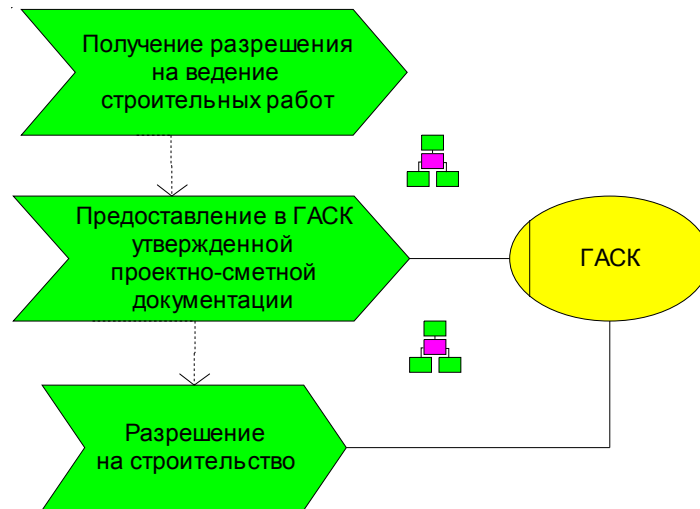 Получение разрешения
на ведение
строительных работ
Предоставление в ГАСК
утвержденной
проектно-сметной
документации
ГАСК
Разрешение
на строительство